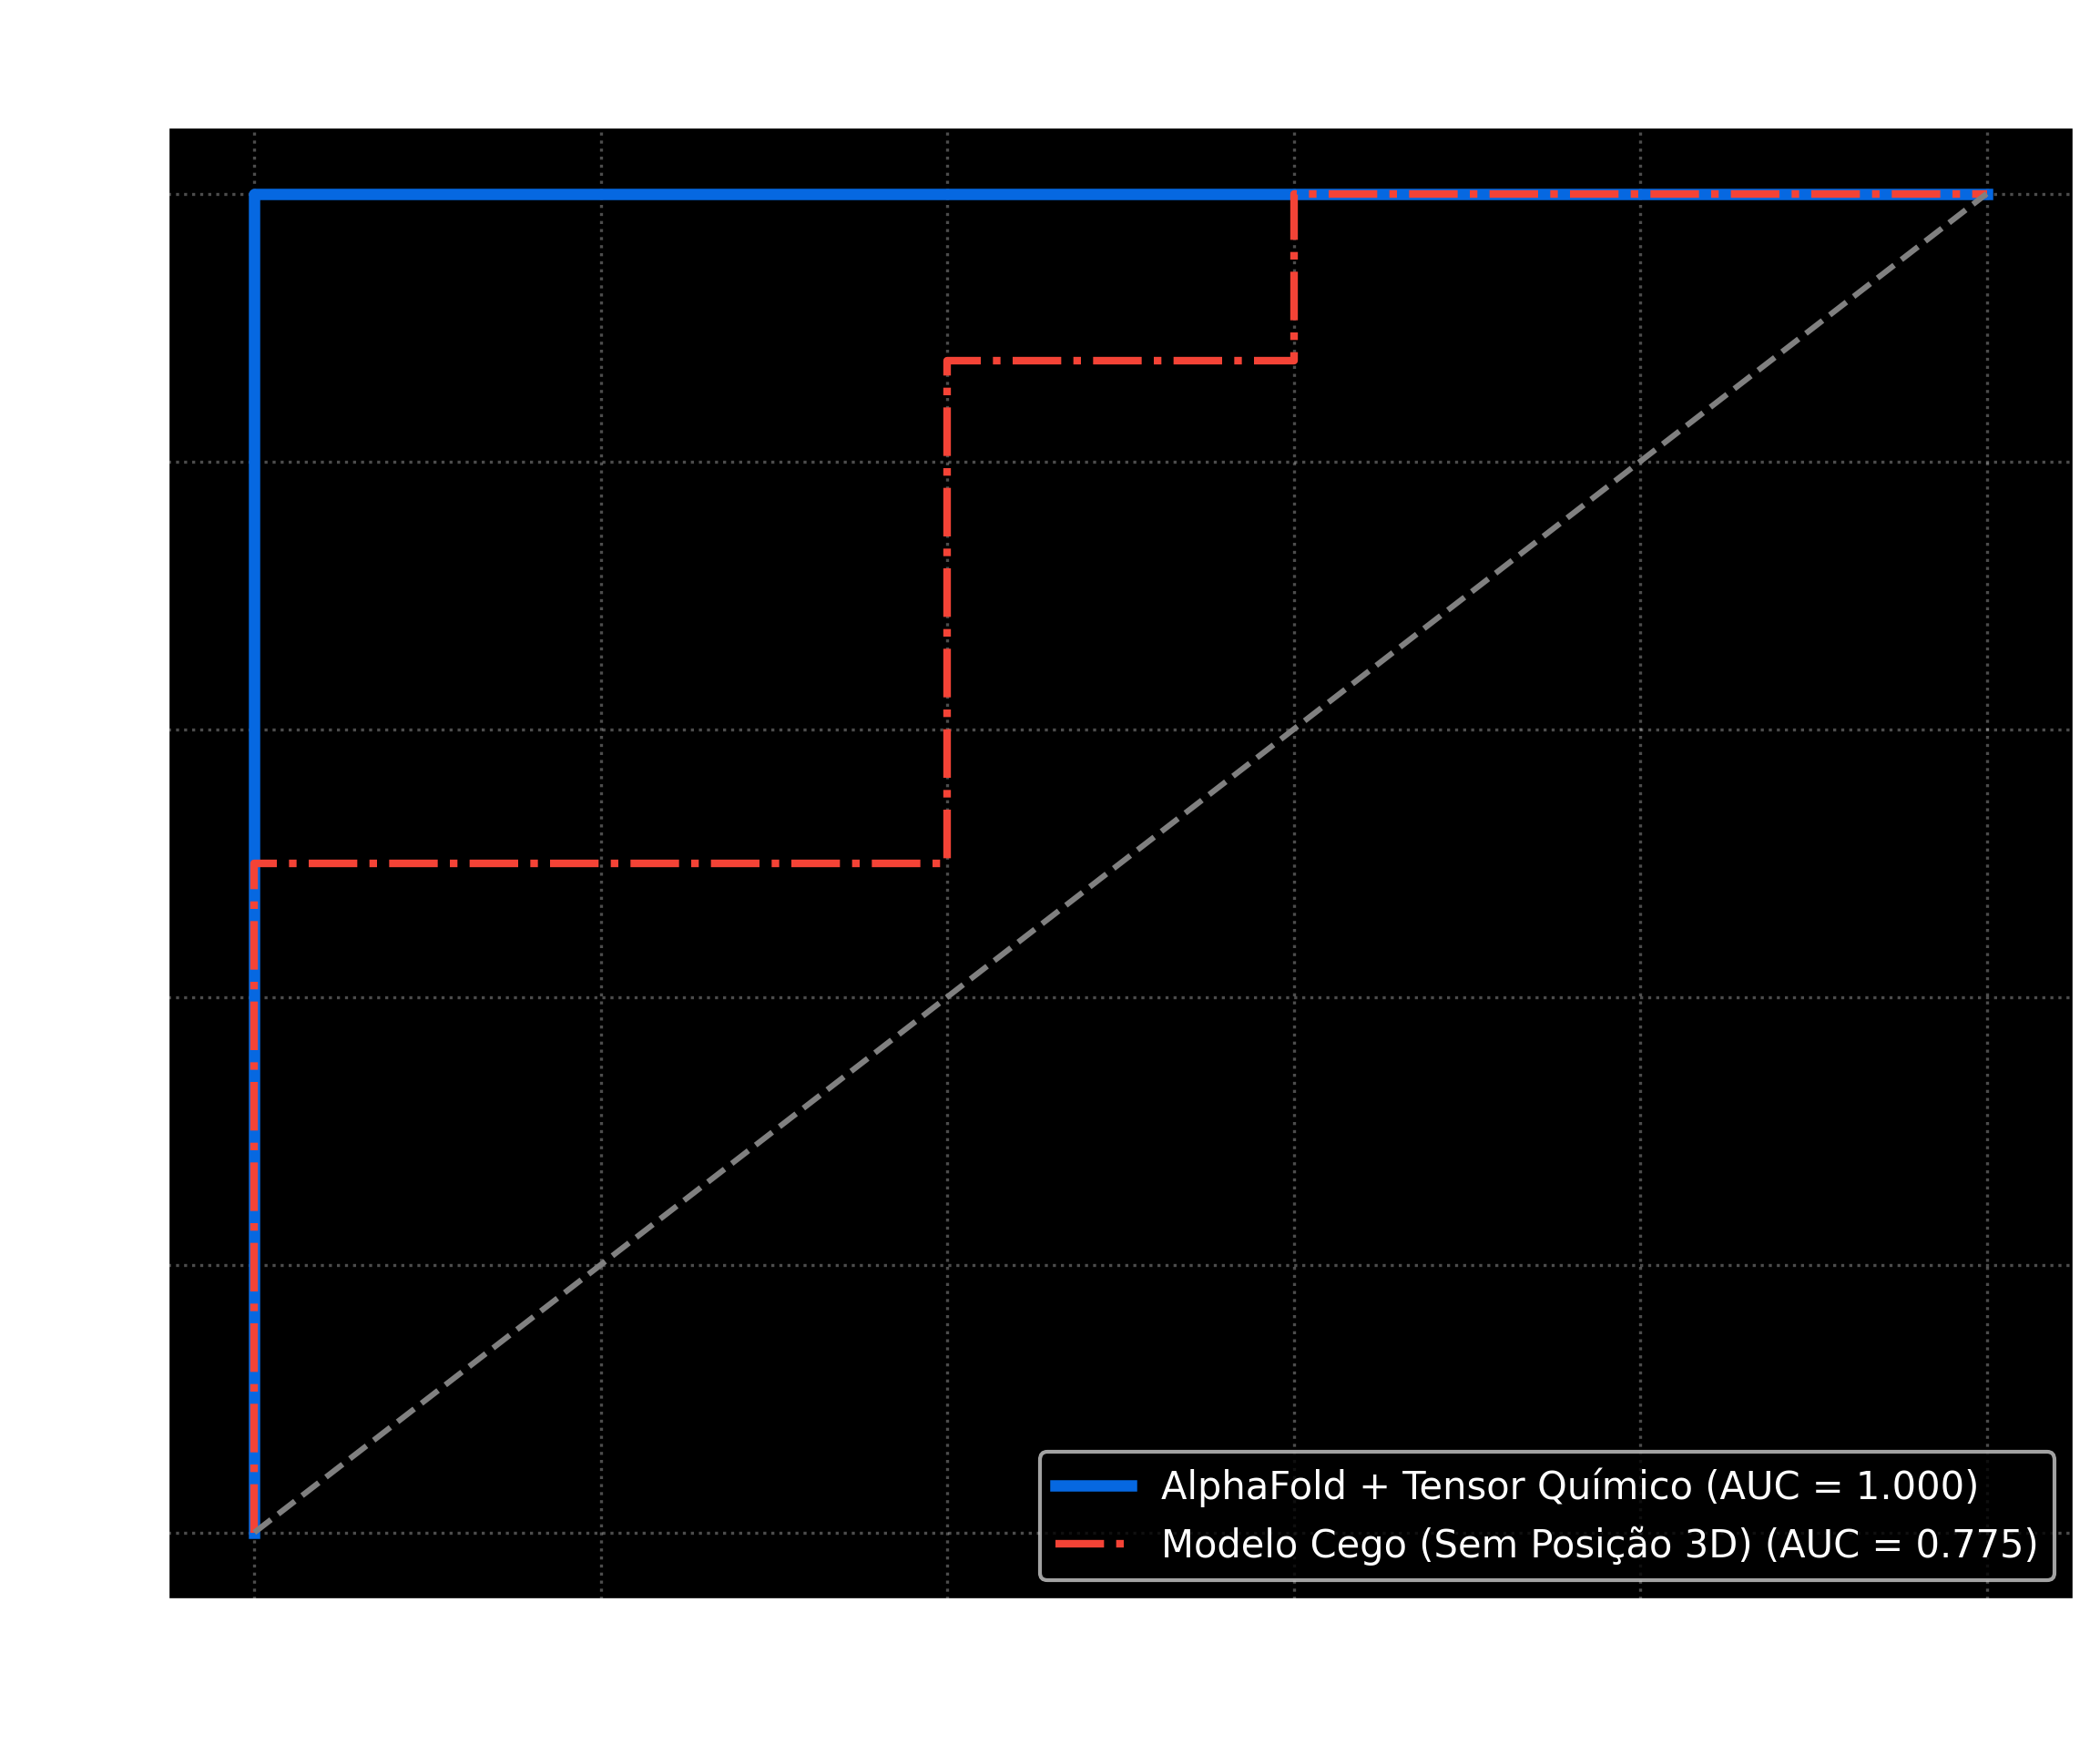 AlphaFold + Tensor Químico (AUC = 1.000)
Modelo Cego (Sem Posição 3D) (AUC = 0.775)